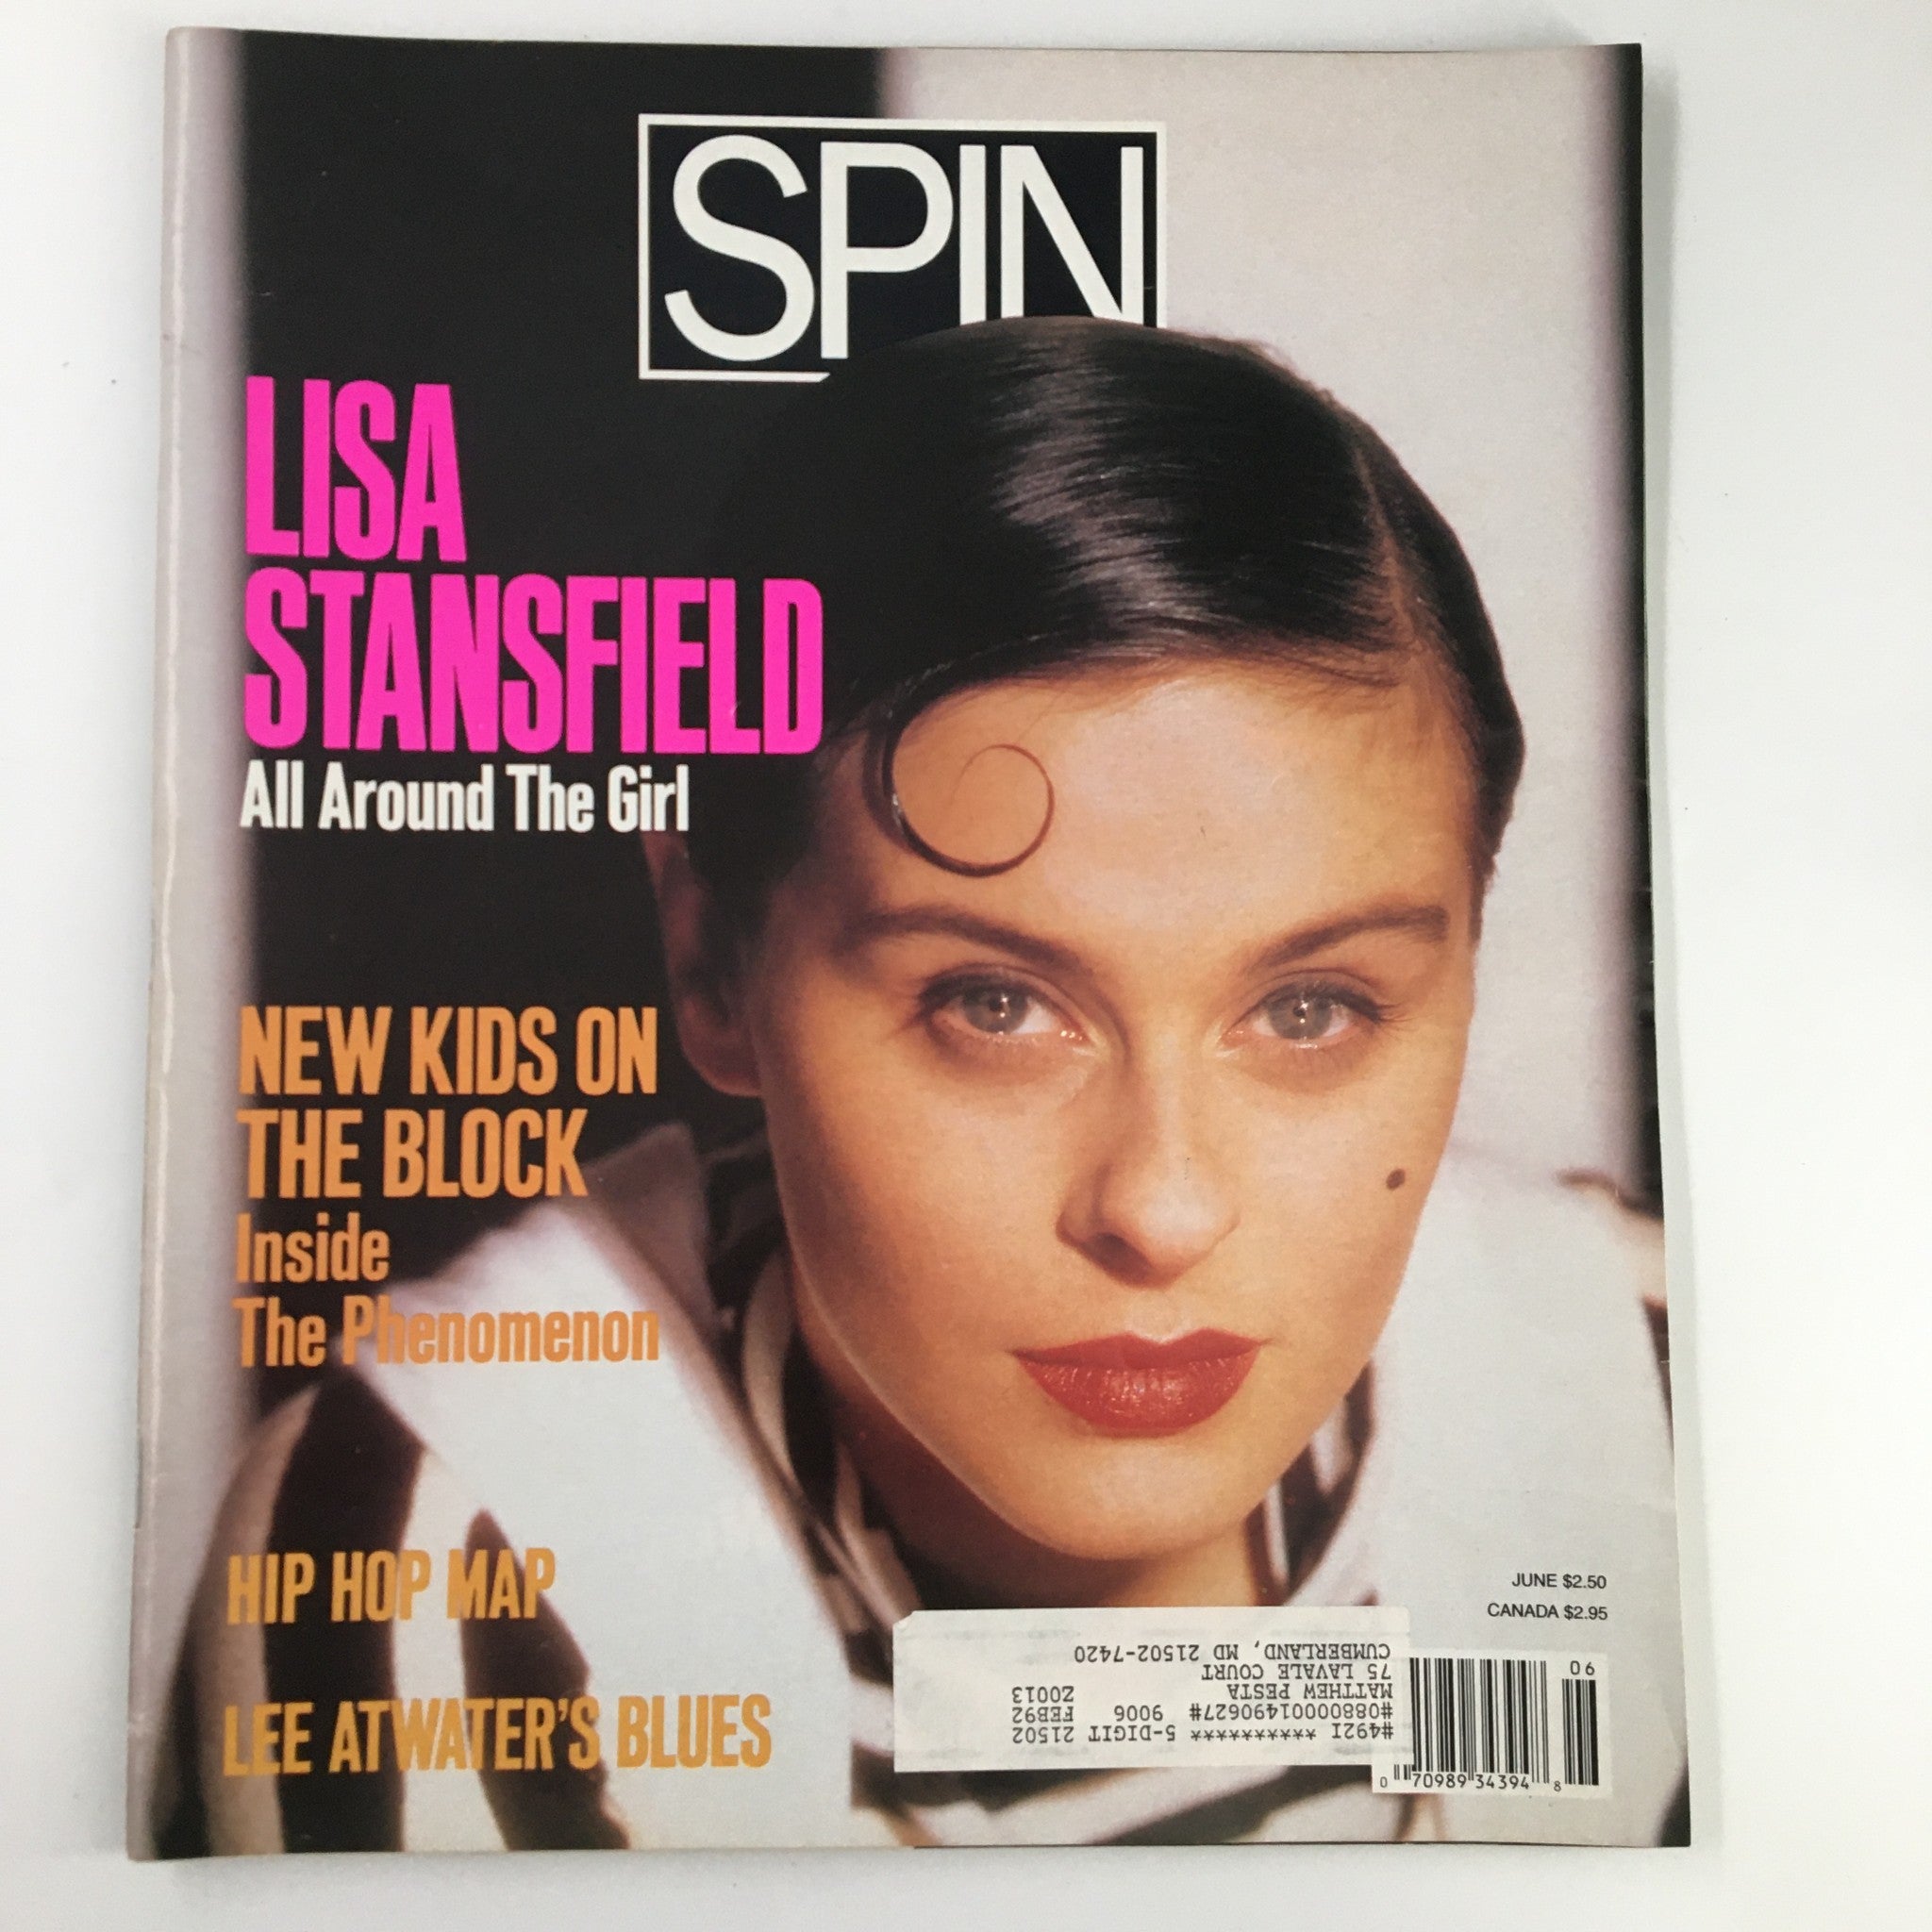 SPIN
LISA
STANSFIELD
All Around The Girl
NEW KIDS ON
THE BLOCK
Inside
The Phenomenon
HIP HOP MAP
LEE ATWATER'S BLUES
JUNE $2.50
CANADA $2.95
#492I *********** 5-DIGIT 21502
#0880000149062 7# 9006 FEB92
MATTHEW PESTA Z0013
75 LAVALE COURT
CUMBERLAND, MD 21502-7420
06
0 70989 34394 8